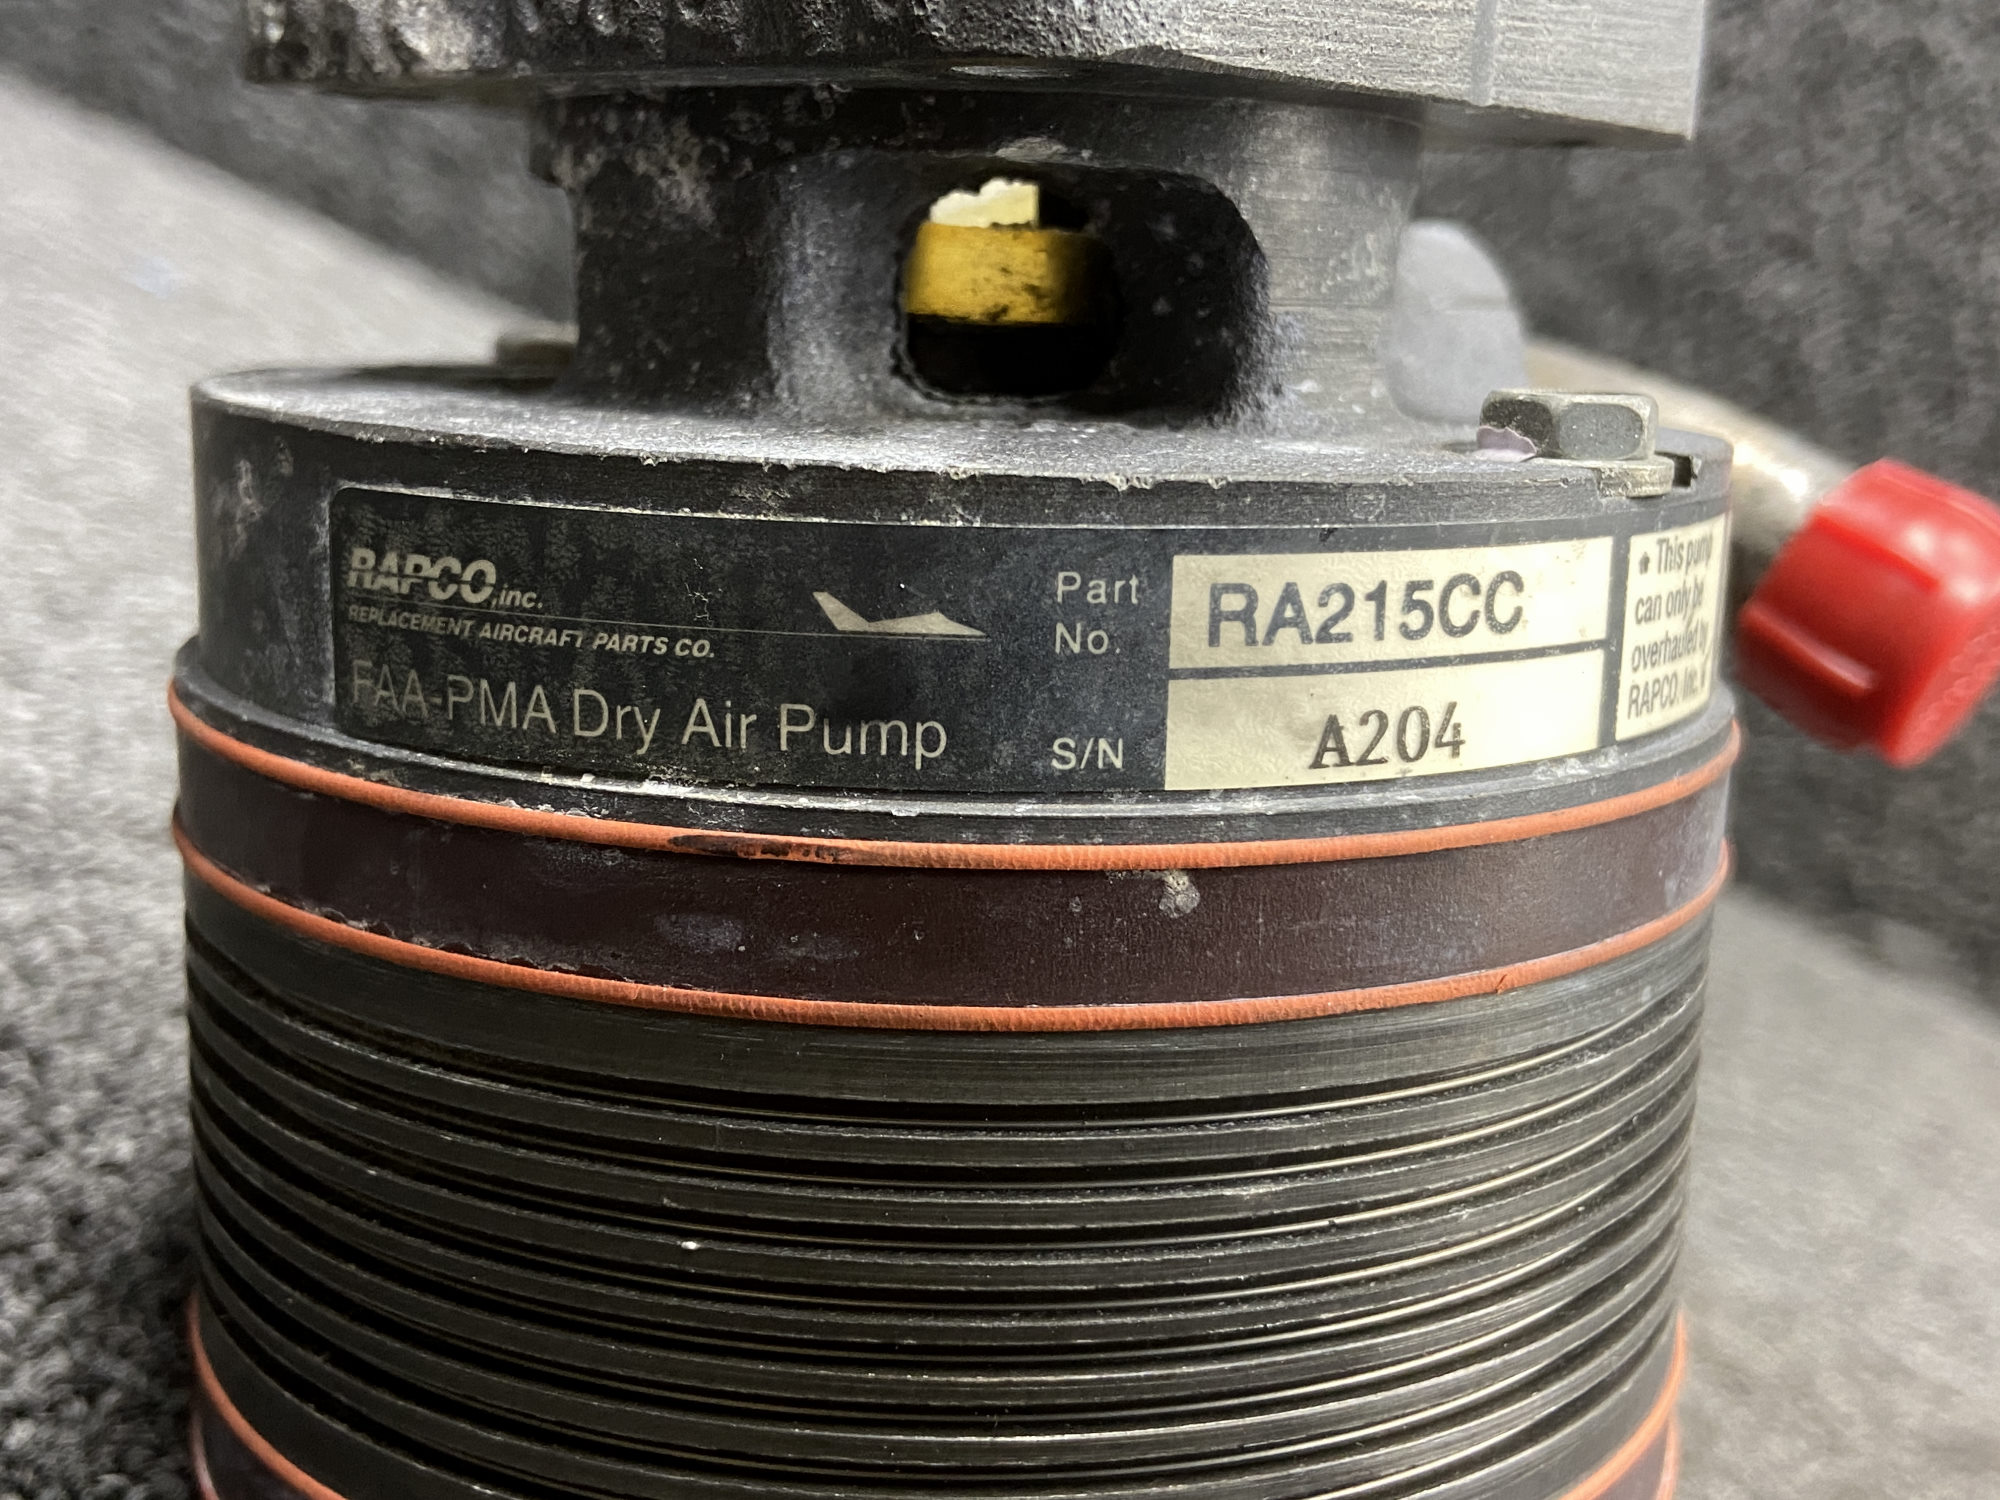 RAPCO, inc.
REPLACEMENT AIRCRAFT PARTS CO.
FAA-PMA Dry Air Pump
Part
No.
RA215CC
S/N
A204
* This pump
can only be
overhauled by
RAPCO, Inc. *